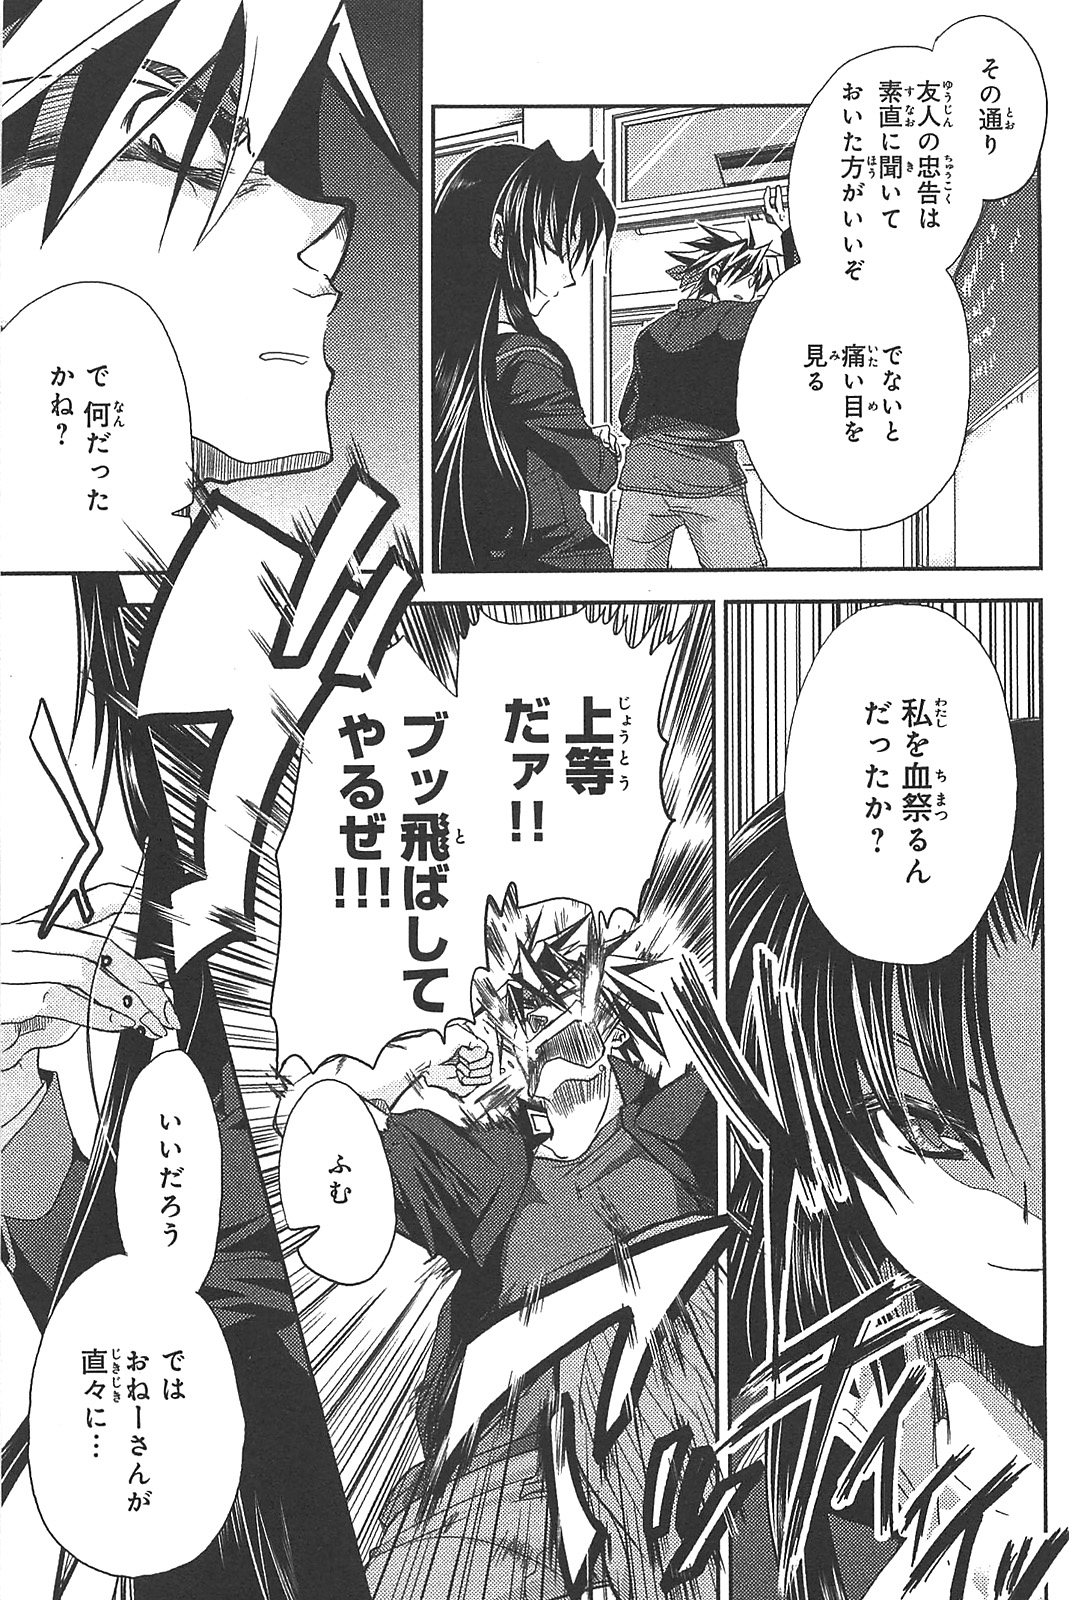 その通り
友人の忠告は
素直に聞いて
おいた方がいいぞ
でないと
痛い目を
見る
で 何だった
かね?
私を血祭るん
だったか?
上等
だァ!!
ブッ飛ばして
やるぜ!!!
ふむ
いいだろう
では
おねーさんが
直々に…